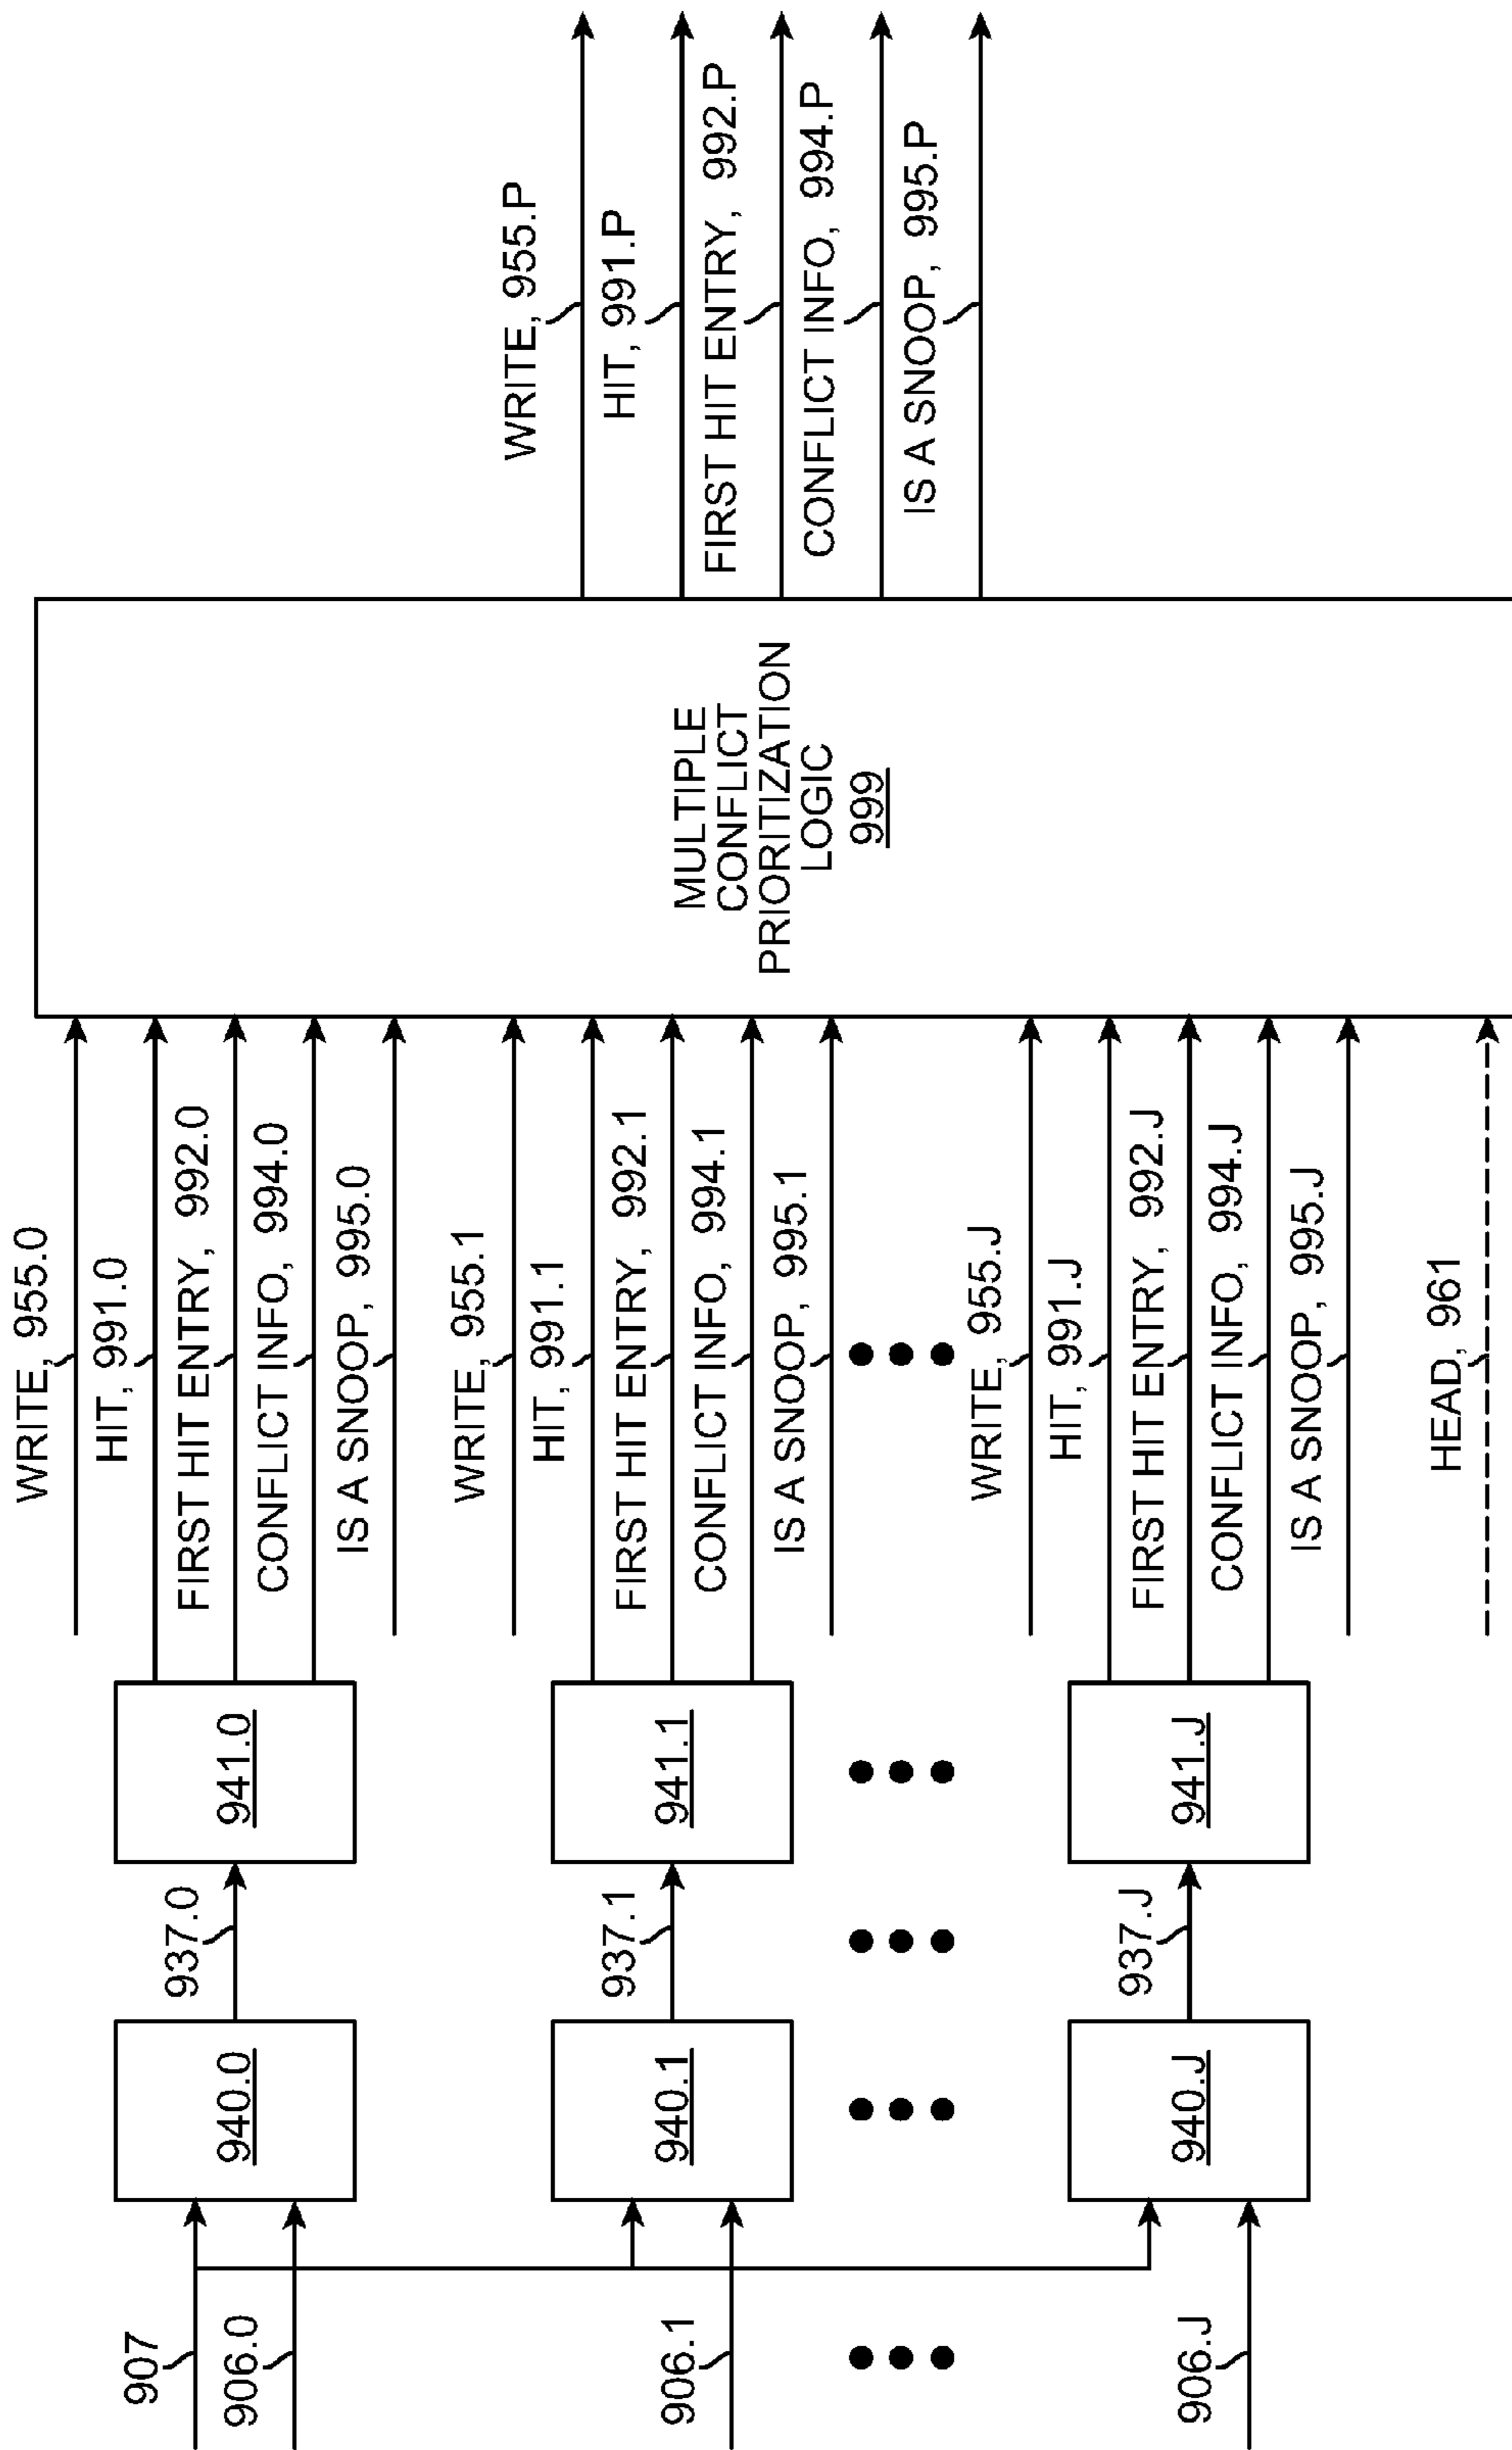 907
906.0
940.0
937.0
941.0
WRITE, 955.0
HIT, 991.0
FIRST HIT ENTRY, 992.0
CONFLICT INFO, 994.0
IS A SNOOP, 995.0
906.1
940.1
937.1
941.1
WRITE, 955.1
HIT, 991.1
FIRST HIT ENTRY, 992.1
CONFLICT INFO, 994.1
IS A SNOOP, 995.1
906.J
940.J
937.J
941.J
WRITE, 955.J
HIT, 991.J
FIRST HIT ENTRY, 992.J
CONFLICT INFO, 994.J
IS A SNOOP, 995.J
HEAD, 961
MULTIPLE
CONFLICT
PRIORITIZATION
LOGIC
999
WRITE, 955.P
HIT, 991.P
FIRST HIT ENTRY, 992.P
CONFLICT INFO, 994.P
IS A SNOOP, 995.P